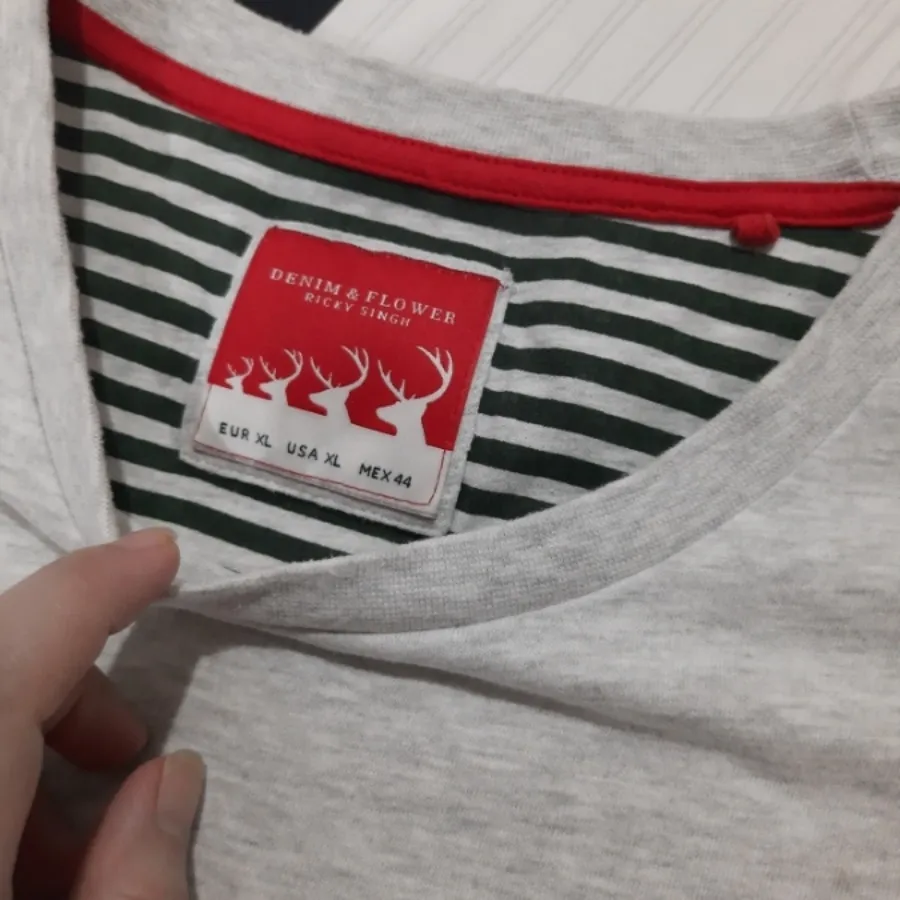 DENIM & FLOWER
RICKY SINGH
EUR XL USA XL MEX 44